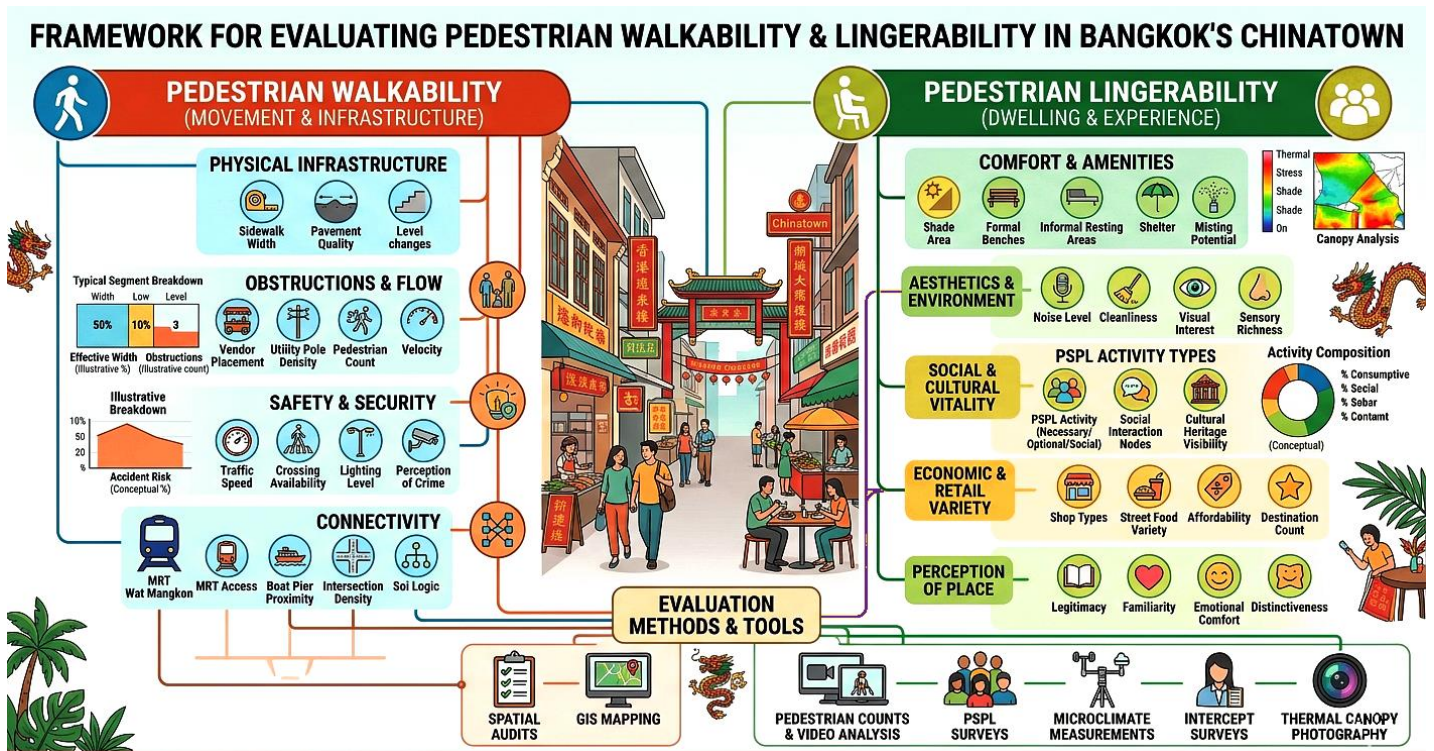 FRAMEWORK FOR EVALUATING PEDESTRIAN WALKABILITY & LINGERABILITY IN BANGKOK'S CHINATOWN
PEDESTRIAN WALKABILITY
(MOVEMENT & INFRASTRUCTURE)
PHYSICAL INFRASTRUCTURE
Sidewalk Width
Pavement Quality
Level changes
Typical Segment Breakdown
Width Low Level
50% 10% 3
Effective Width
(Illustrative %)
Obstructions
(Illustrative count)
OBSTRUCTIONS & FLOW
Vendor Placement
Utility Pole Density
Pedestrian Count
Velocity
Illustrative Breakdown
10%
50
20
%
Accident Risk
(Conceptual %)
SAFETY & SECURITY
Traffic Speed
Crossing Availability
Lighting Level
Perception of Crime
CONNECTIVITY
MRT Wat Mangkon
MRT Access
Boat Pier Proximity
Intersection Density
Soi Logic
Chinatown
PEDESTRIAN LINGERABILITY
(DWELLING & EXPERIENCE)
COMFORT & AMENITIES
Shade Area
Formal Benches
Informal Resting Areas
Shelter
Misting Potential
Thermal
Stress
Shade
Shade
On
Canopy Analysis
AESTHETICS & ENVIRONMENT
Noise Level
Cleanliness
Visual Interest
Sensory Richness
SOCIAL & CULTURAL VITALITY
PSPL ACTIVITY TYPES
PSPL Activity (Necessary/Optional/Social)
Social Interaction Nodes
Cultural Heritage Visibility
Activity Composition
% Consumptive
% Secial
% Sobar
% Contamt
(Conceptual)
ECONOMIC & RETAIL VARIETY
Shop Types
Street Food Variety
Affordability
Destination Count
PERCEPTION OF PLACE
Legitimacy
Familiarity
Emotional Comfort
Distinctiveness
EVALUATION METHODS & TOOLS
SPATIAL AUDITS
GIS MAPPING
PEDESTRIAN COUNTS & VIDEO ANALYSIS
PSPL SURVEYS
MICROCLIMATE MEASUREMENTS
INTERCEPT SURVEYS
THERMAL CANOPY PHOTOGRAPHY